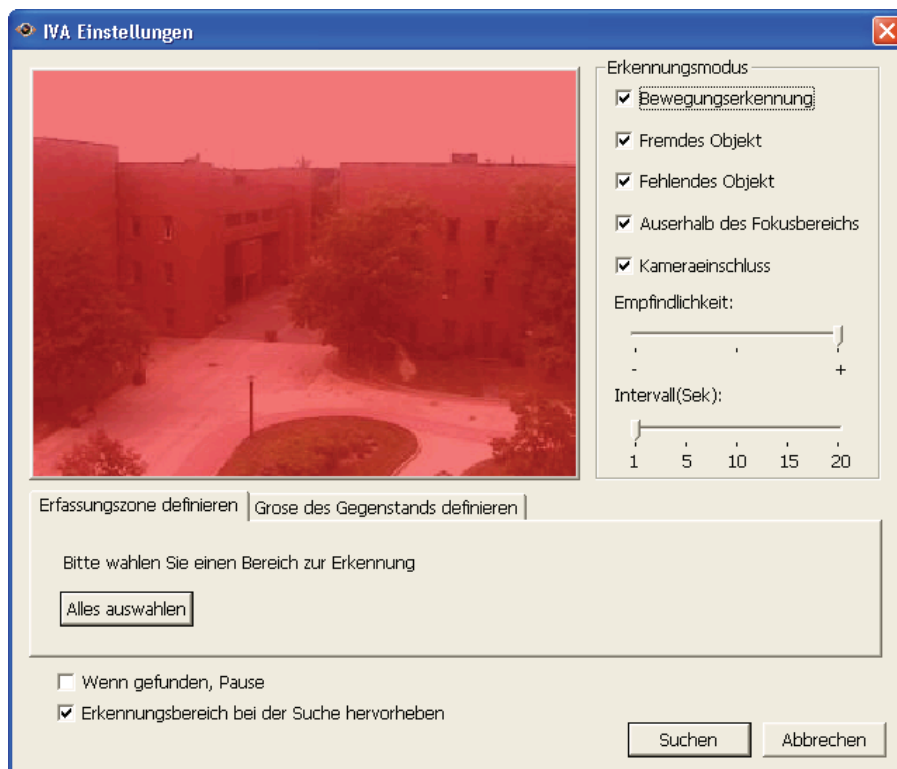 IVA Einstellungen
Erkennungsmodus
Bewegungserkennung
Fremdes Objekt
Fehlendes Objekt
Auserhalb des Fokusbereichs
Kameraeinschluss
Empfindlichkeit:
- +
Intervall(Sek):
1 5 10 15 20
Erfassungszone definieren Grose des Gegenstands definieren
Bitte wahlen Sie einen Bereich zur Erkennung
Alles auswahlen
Wenn gefunden, Pause
Erkennungsbereich bei der Suche hervorheben
Suchen Abbrechen